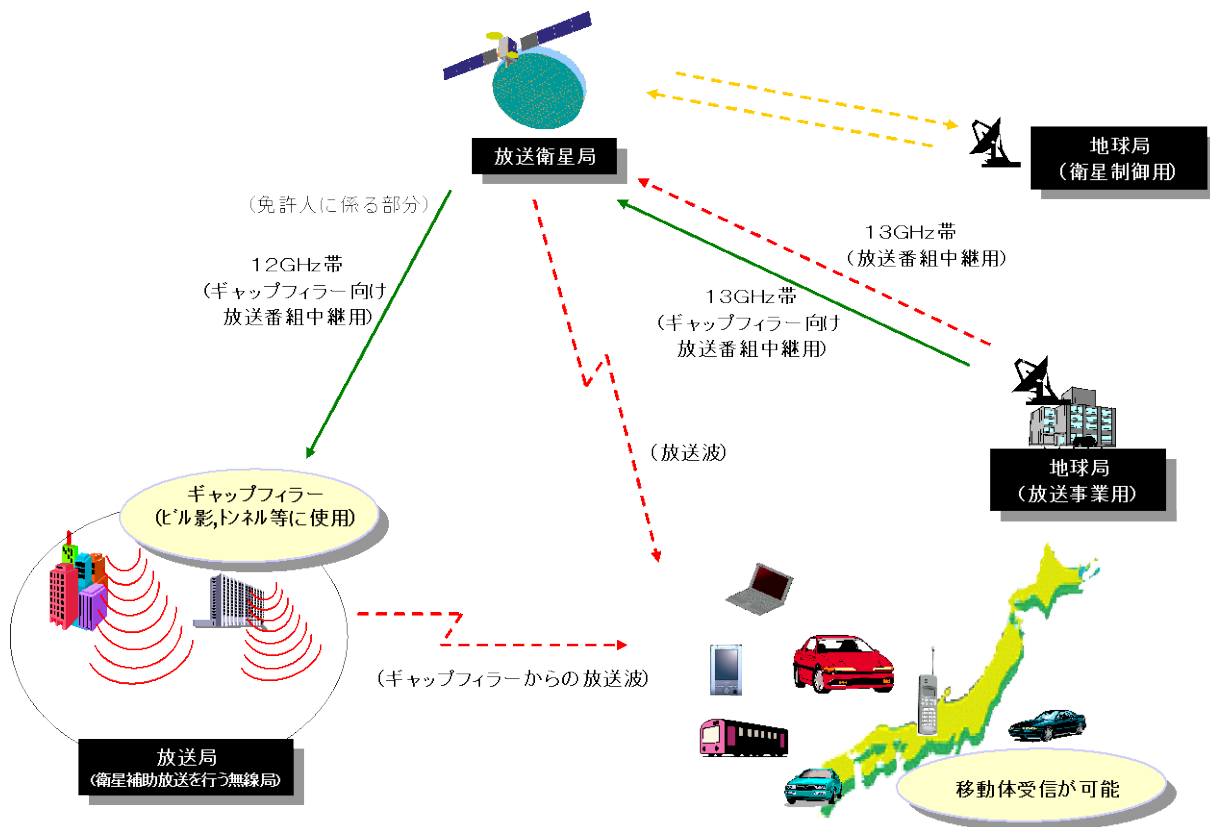 放送衛星局
地球局
(衛星制御用)
(免許人に係る部分)
12GHz帯
(ギャップフィラー向け
放送番組中継用)
13GHz帯
(放送番組中継用)
13GHz帯
(ギャップフィラー向け
放送番組中継用)
(放送波)
地球局
(放送事業用)
ギャップフィラー
(ビル影,トンネル等に使用)
(ギャップフィラーからの放送波)
放送局
(衛星補助放送を行う無線局)
移動体受信が可能